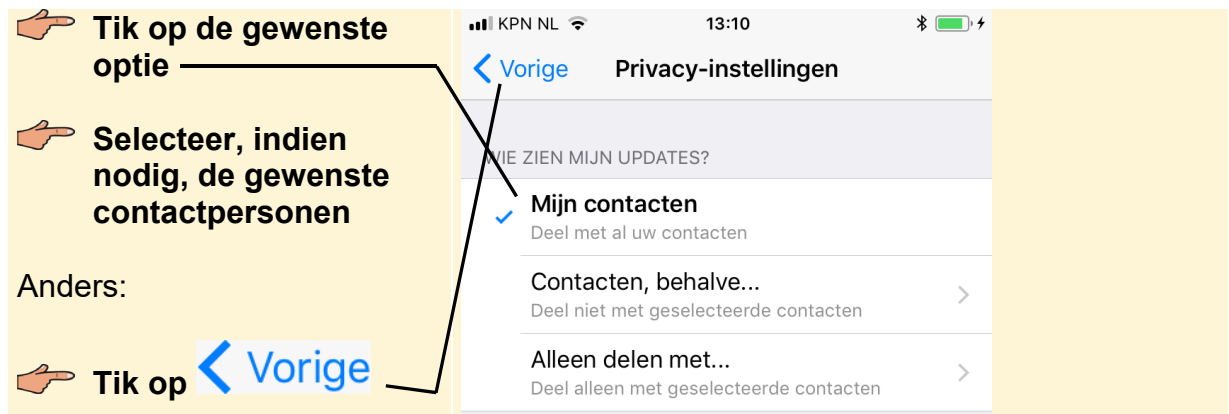 Tik op de gewenste
optie
Selecteer, indien
nodig, de gewenste
contactpersonen
Anders:
Tik op Vorige
KPN NL 13:10
Vorige Privacy-instellingen
WIE ZIEN MIJN UPDATES?
Mijn contacten
Deel met al uw contacten
Contacten, behalve...
Deel niet met geselecteerde contacten
Alleen delen met...
Deel alleen met geselecteerde contacten